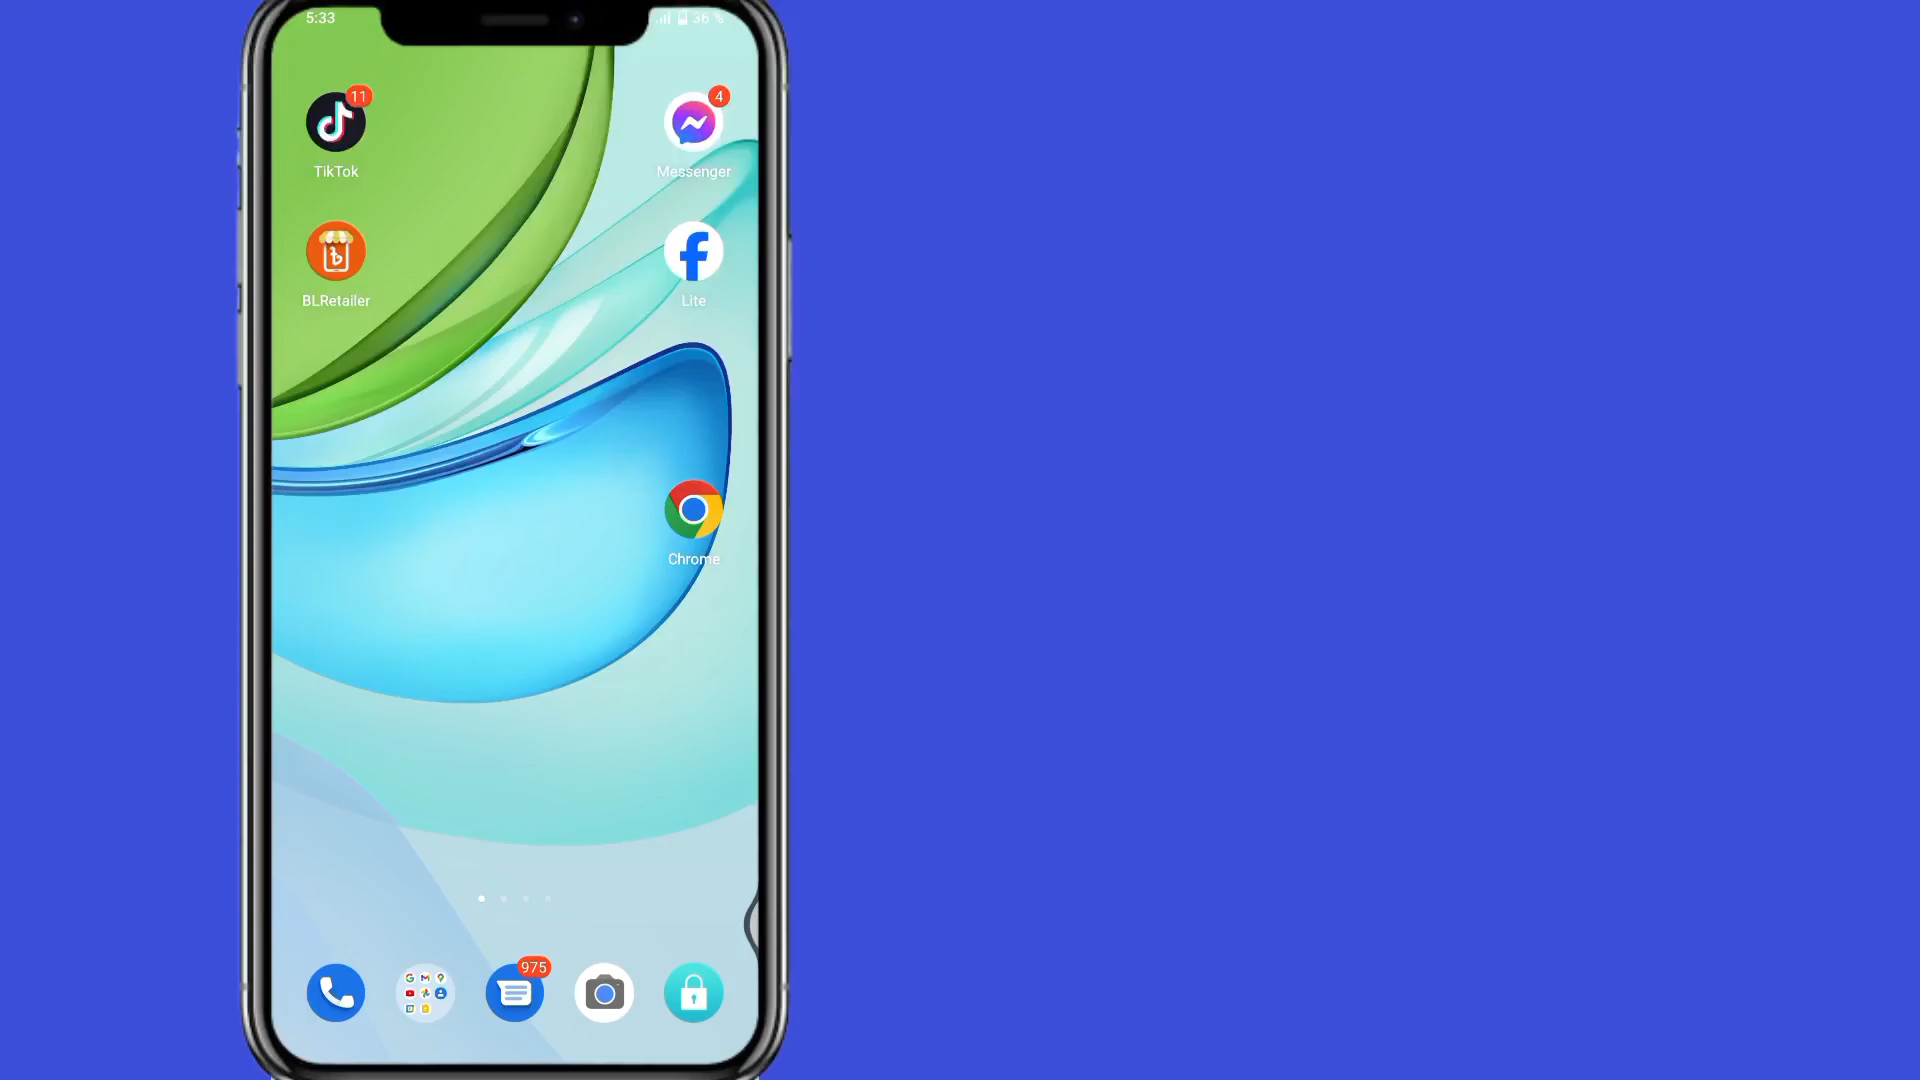 5:33
36 %
11
4
TikTok
Messenger
BLRetailer
Lite
Chrome
975